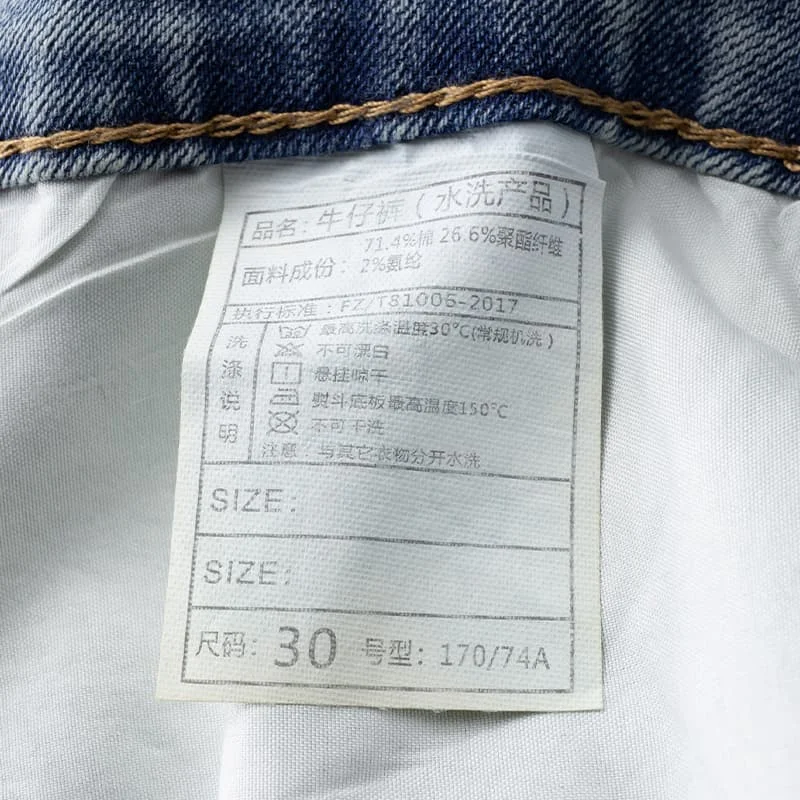 品名: 牛仔裤(水洗产品)
71.4%棉 26.6%聚酯纤维
面料成份: 2%氨纶
执行标准: FZ/T81006-2017
洗涤说明
最高洗涤温度30℃(常规机洗)
不可漂白
悬挂晾干
熨斗底板最高温度150℃
不可干洗
注意: 与其它衣物分开水洗
SIZE:
SIZE:
尺码: 30 号型: 170/74A